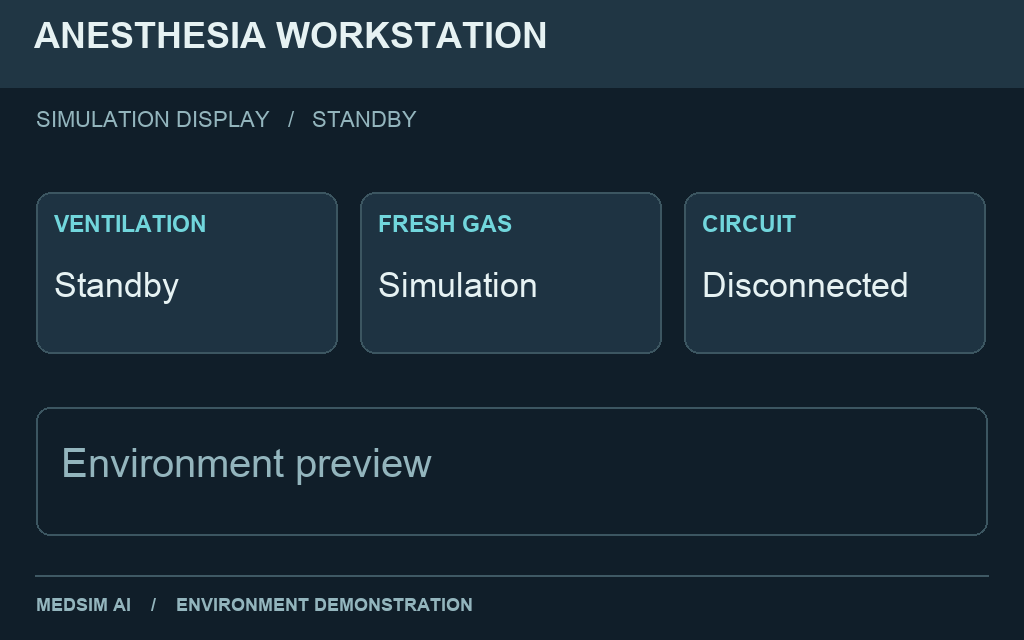 ANESTHESIA WORKSTATION
SIMULATION DISPLAY / STANDBY
VENTILATION
Standby
FRESH GAS
Simulation
CIRCUIT
Disconnected
Environment preview
MEDSIM AI / ENVIRONMENT DEMONSTRATION